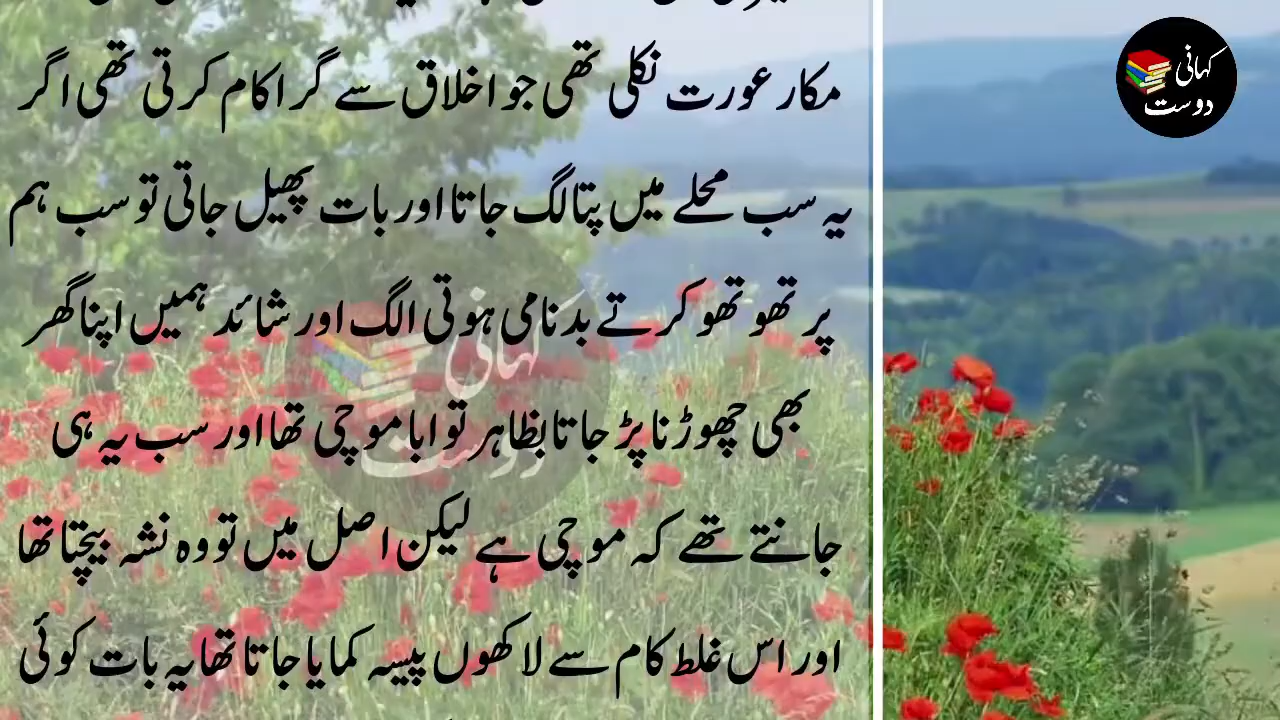 مکار عورت نکلی تھی جو اخلاق سے گرا کام کرتی تھی اگر
یہ سب محلے میں پتا لگ جاتا اور بات پھیل جاتی تو سب ہم
پر تھو تھو کرتے بدنامی ہوتی الگ اور شائد ہمیں اپنا گھر
بھی چھوڑنا پڑ جاتا بظاہر تو ابا موچی تھا اور سب یہ ہی
جانتے تھے کہ موچی ہے لیکن اصل میں تو وہ نشہ بیچتا تھا
اور اس غلط کام سے لاکھوں پیسہ کمایا جاتا تھا یہ بات کوئی
کہانی
دوست
کہانی
دوست